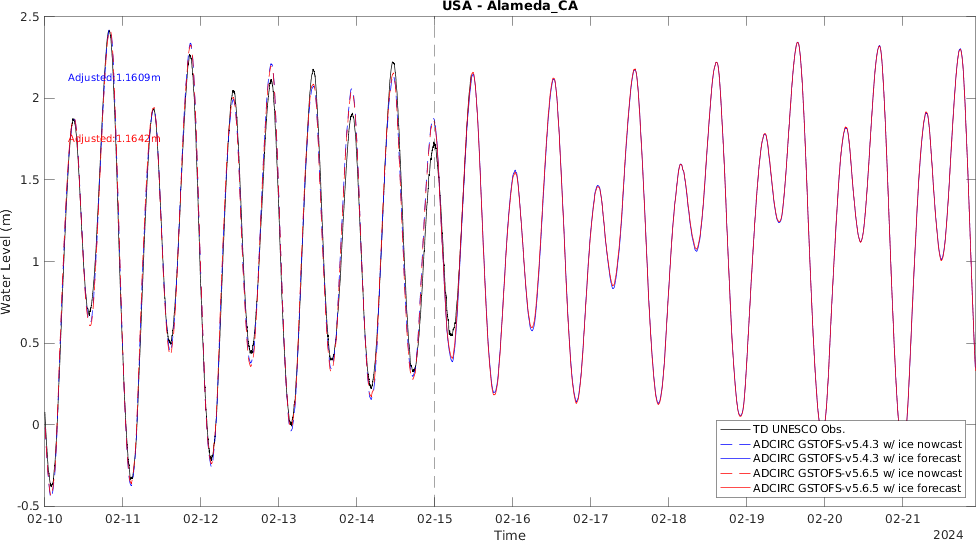 USA - Alameda_CA
2.5
2
1.5
1
0.5
0
-0.5
Water Level (m)
Adjusted:1.1609m
Adjusted:1.1642m
TD UNESCO Obs.
ADCIRC GSTOFS-v5.4.3 w/ ice nowcast
ADCIRC GSTOFS-v5.4.3 w/ ice forecast
ADCIRC GSTOFS-v5.6.5 w/ ice nowcast
ADCIRC GSTOFS-v5.6.5 w/ ice forecast
02-10 02-11 02-12 02-13 02-14 02-15 02-16 02-17 02-18 02-19 02-20 02-21
Time
2024